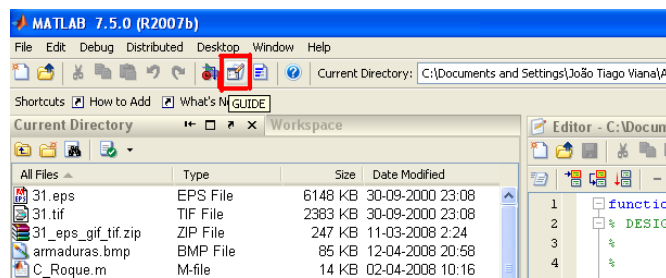 MATLAB 7.5.0 (R2007b)
File Edit Debug Distributed Desktop Window Help
Current Directory: C:\Documents and Settings\João Tiago Viana\
Shortcuts How to Add What's N
GUIDE
Current Directory Workspace
Editor - C:\Docum
All Files Type Size Date Modified
31.eps EPS File 6148 KB 30-09-2000 23:08
31.tif TIF File 2383 KB 30-09-2000 23:08
31_eps_gif_tif.zip ZIP File 247 KB 11-03-2008 2:24
armaduras.bmp BMP File 85 KB 12-04-2008 20:58
C_Roque.m M-file 14 KB 02-04-2008 10:16
1 functio
2 % DESIG
3 %
4 %